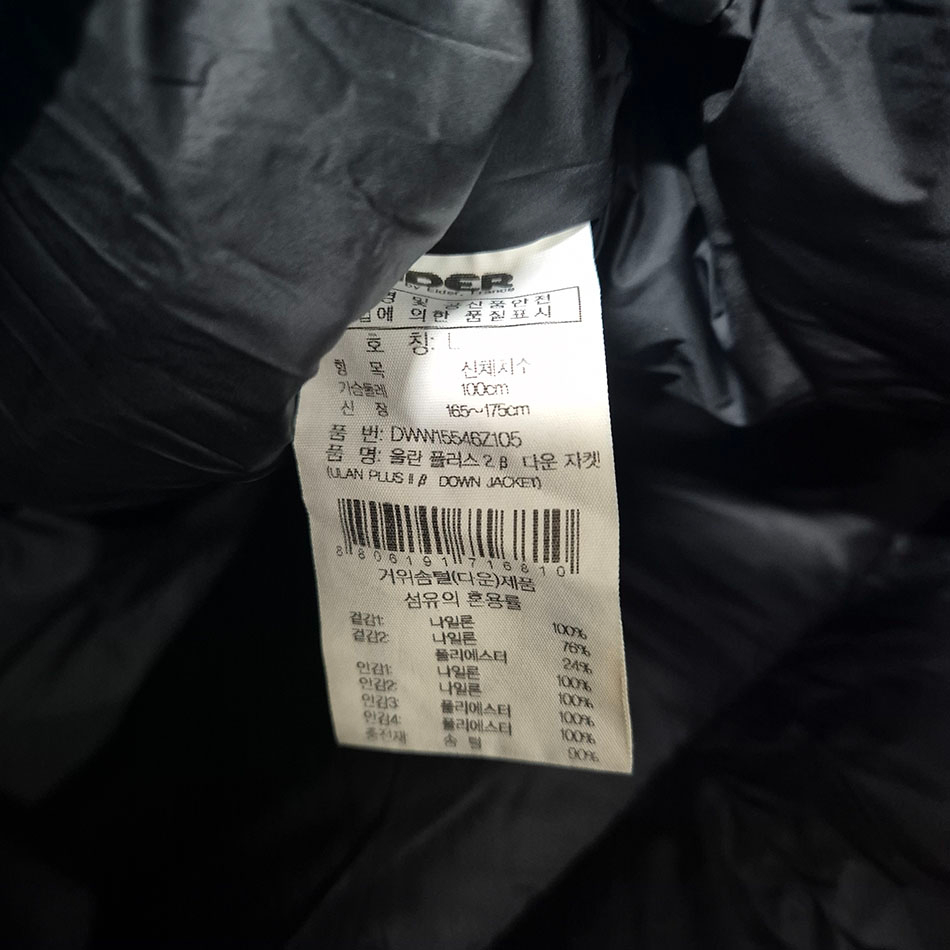 DER
by Eider, France
및 공산품안전
에 의한 품질표시
호 칭: L
항 목 신체치수
가슴둘레 100cm
신 장 165~175cm
품 번: DWW15546Z105
품 명: 울란 플러스 2 β 다운 자켓
(ULAN PLUS II β DOWN JACKET)
8 806191 716810
거위솜털(다운)제품
섬유의 혼용률
겉감1: 나일론 100%
겉감2: 나일론 76%
폴리에스터 24%
안감1: 나일론 100%
안감2: 나일론 100%
안감3: 폴리에스터 100%
안감4: 폴리에스터 100%
충전재 솜 털 90%